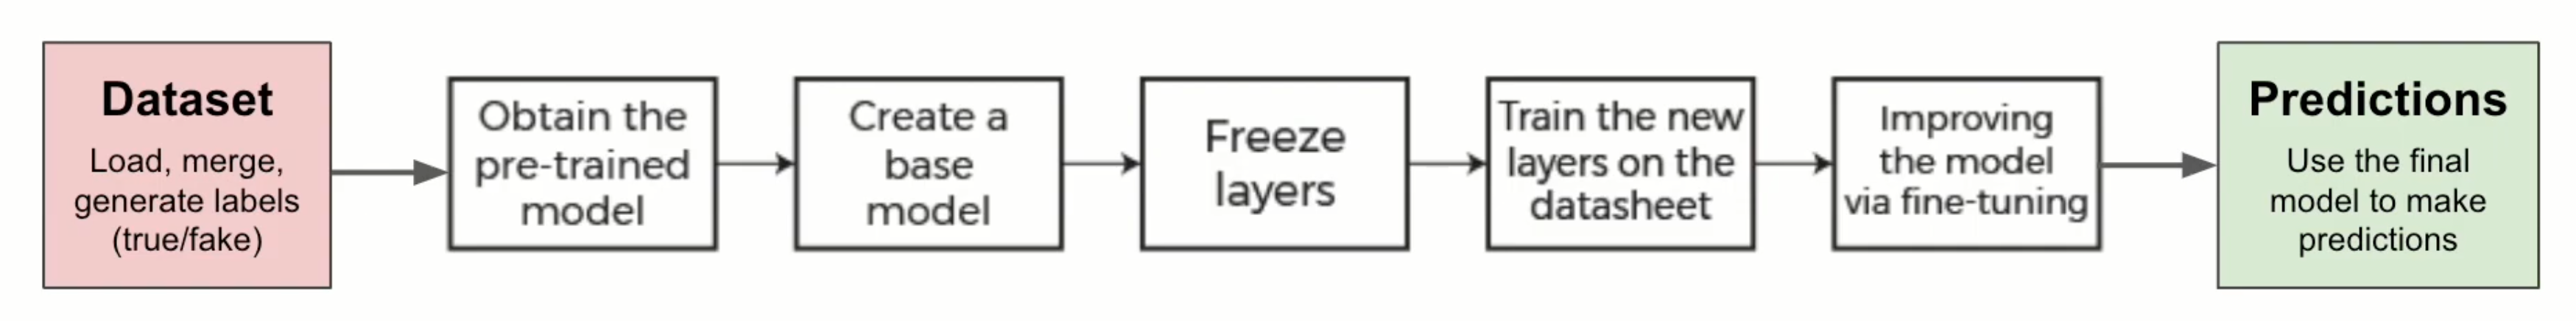 Dataset
Load, merge,
generate labels
(true/fake)
Obtain the
pre-trained
model
Create a
base
model
Freeze
layers
Train the new
layers on the
datasheet
Improving
the model
via fine-tuning
Predictions
Use the final
model to make
predictions